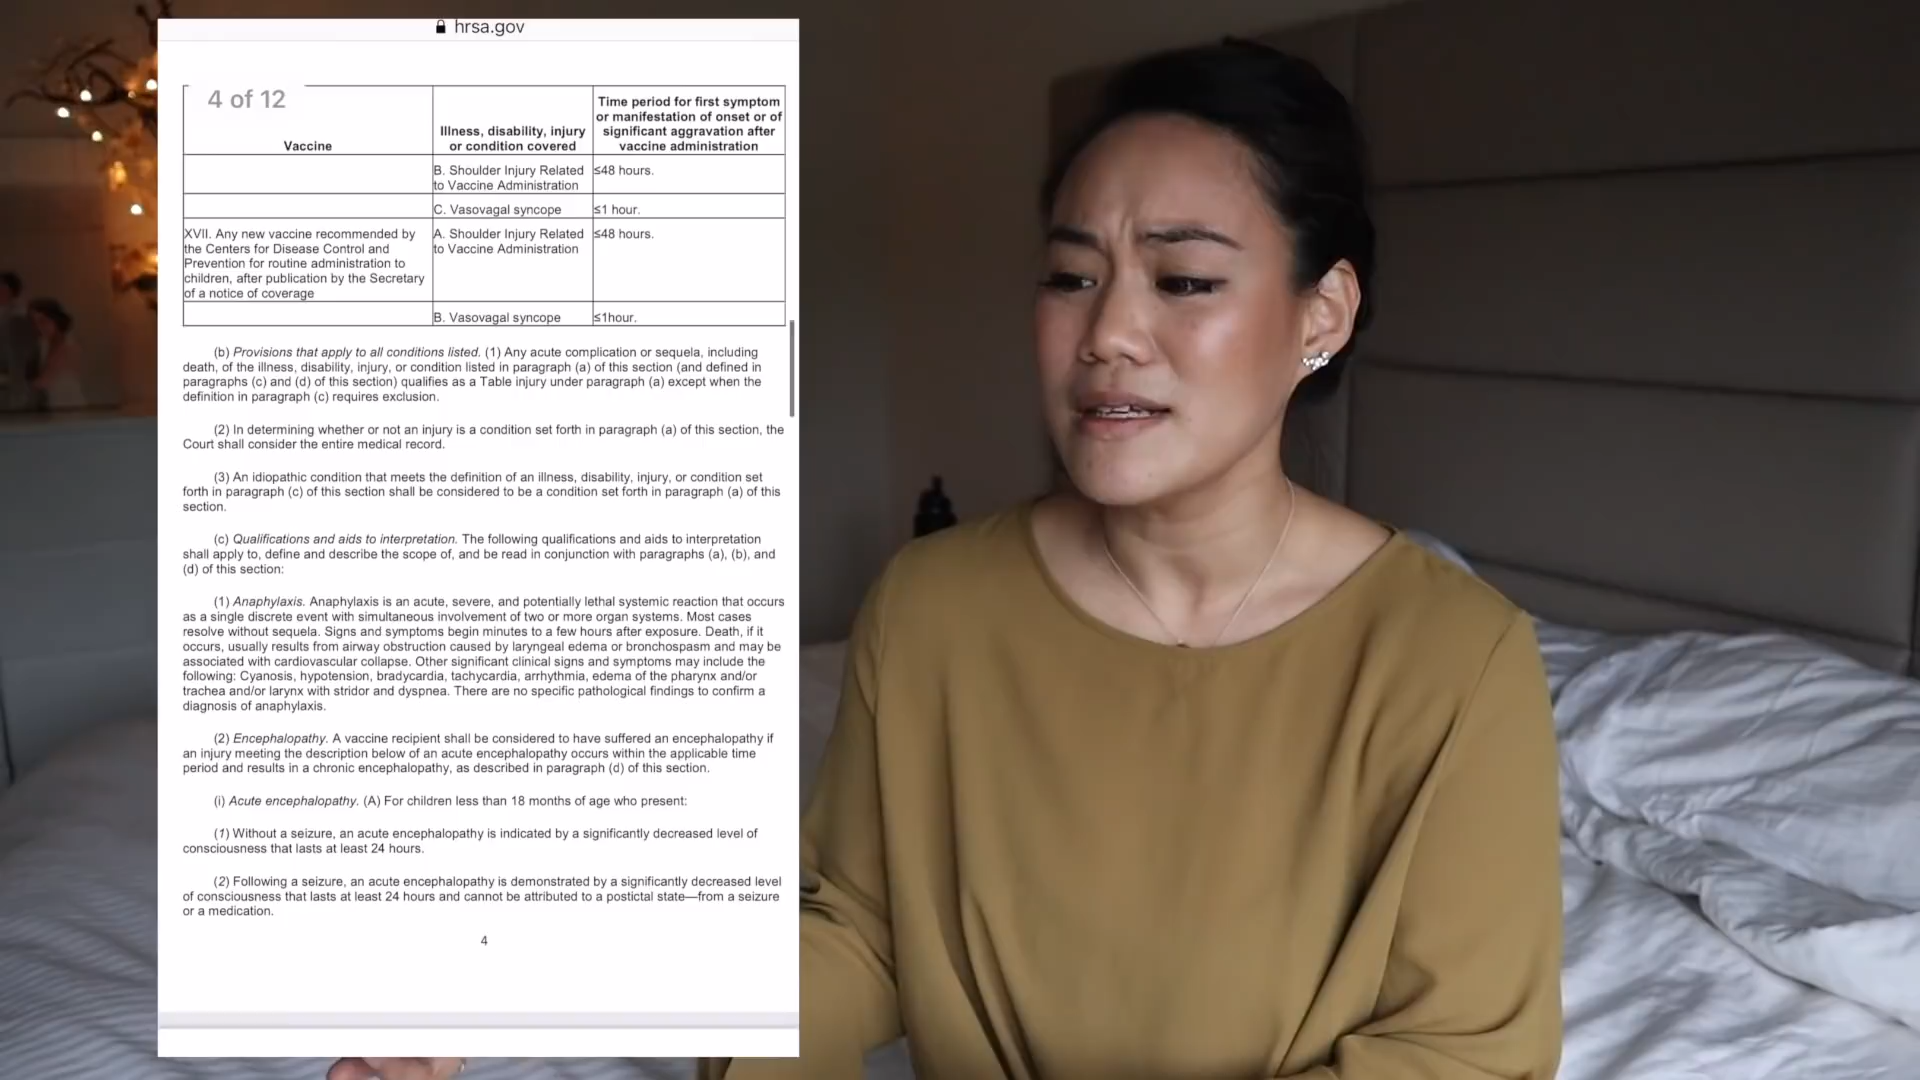 hrsa.gov
4 of 12
Vaccine
Illness, disability, injury
or condition covered
Time period for first symptom
or manifestation of onset or of
significant aggravation after
vaccine administration
B. Shoulder Injury Related
to Vaccine Administration
≤48 hours.
C. Vasovagal syncope
≤1 hour.
XVII. Any new vaccine recommended by
the Centers for Disease Control and
Prevention for routine administration to
children, after publication by the Secretary
of a notice of coverage
A. Shoulder Injury Related
to Vaccine Administration
≤48 hours.
B. Vasovagal syncope
≤1hour.
(b) Provisions that apply to all conditions listed. (1) Any acute complication or sequela, including
death, of the illness, disability, injury, or condition listed in paragraph (a) of this section (and defined in
paragraphs (c) and (d) of this section) qualifies as a Table injury under paragraph (a) except when the
definition in paragraph (c) requires exclusion.
(2) In determining whether or not an injury is a condition set forth in paragraph (a) of this section, the
Court shall consider the entire medical record.
(3) An idiopathic condition that meets the definition of an illness, disability, injury, or condition set
forth in paragraph (c) of this section shall be considered to be a condition set forth in paragraph (a) of this
section.
(c) Qualifications and aids to interpretation. The following qualifications and aids to interpretation
shall apply to, define and describe the scope of, and be read in conjunction with paragraphs (a), (b), and
(d) of this section:
(1) Anaphylaxis. Anaphylaxis is an acute, severe, and potentially lethal systemic reaction that occurs
as a single discrete event with simultaneous involvement of two or more organ systems. Most cases
resolve without sequela. Signs and symptoms begin minutes to a few hours after exposure. Death, if it
occurs, usually results from airway obstruction caused by laryngeal edema or bronchospasm and may be
associated with cardiovascular collapse. Other significant clinical signs and symptoms may include the
following: Cyanosis, hypotension, bradycardia, tachycardia, arrhythmia, edema of the pharynx and/or
trachea and/or larynx with stridor and dyspnea. There are no specific pathological findings to confirm a
diagnosis of anaphylaxis.
(2) Encephalopathy. A vaccine recipient shall be considered to have suffered an encephalopathy if
an injury meeting the description below of an acute encephalopathy occurs within the applicable time
period and results in a chronic encephalopathy, as described in paragraph (d) of this section.
(i) Acute encephalopathy. (A) For children less than 18 months of age who present:
(1) Without a seizure, an acute encephalopathy is indicated by a significantly decreased level of
consciousness that lasts at least 24 hours.
(2) Following a seizure, an acute encephalopathy is demonstrated by a significantly decreased level
of consciousness that lasts at least 24 hours and cannot be attributed to a postictal state—from a seizure
or a medication.
4